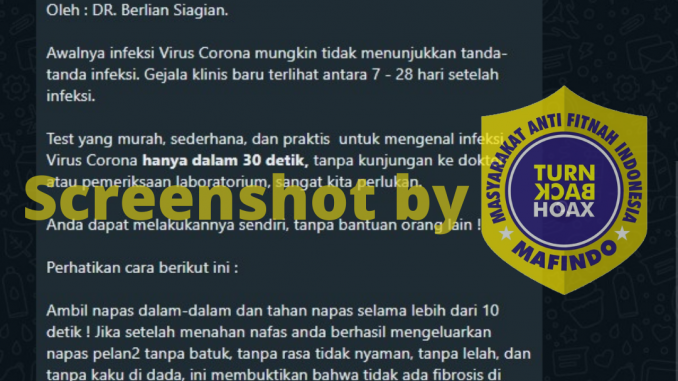 Oleh : DR. Berlian Siagian.
Awalnya infeksi Virus Corona mungkin tidak menunjukkan tanda-
tanda infeksi. Gejala klinis baru terlihat antara 7 - 28 hari setelah
infeksi.
Test yang murah, sederhana, dan praktis  untuk mengenal infeksi
Virus Corona hanya dalam 30 detik, tanpa kunjungan ke dokter
atau pemeriksaan laboratorium, sangat kita perlukan.
Screenshot by
Anda dapat melakukannya sendiri, tanpa bantuan orang lain !
Perhatikan cara berikut ini :
Ambil napas dalam-dalam dan tahan napas selama lebih dari 10
detik ! Jika setelah menahan nafas anda berhasil mengeluarkan
napas pelan2 tanpa batuk, tanpa rasa tidak nyaman, tanpa lelah, dan
tanpa kaku di dada, ini membuktikan bahwa tidak ada fibrosis di
MASYARAKAT ANTI FITNAH INDONESIA
TURN
BACK
HOAX
MAFINDO